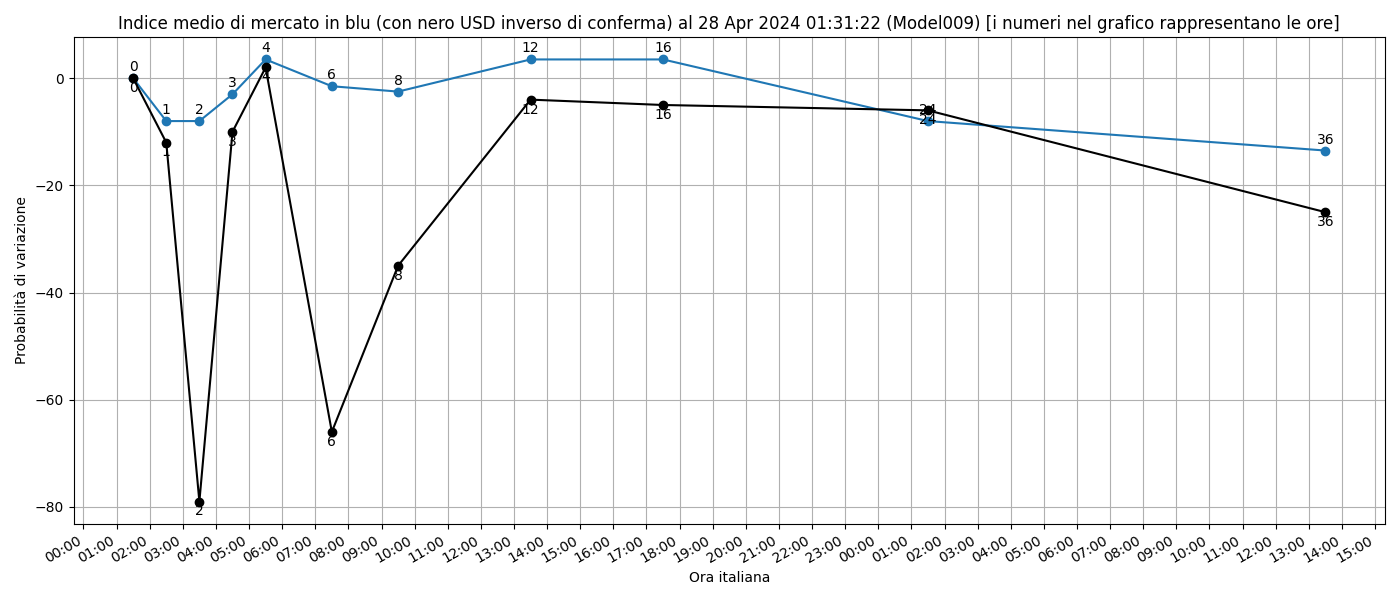 Indice medio di mercato in blu (con nero USD inverso di conferma) al 28 Apr 2024 01:31:22 (Model009) [i numeri nel grafico rappresentano le ore]
Probabilità di variazione
0
−20
−40
−60
−80
0 1 2 3 4 6 8 12 16 24 36
0 1 2 3 4 6 8 12 16 24 36
00:00 01:00 02:00 03:00 04:00 05:00 06:00 07:00 08:00 09:00 10:00 11:00 12:00 13:00 14:00 15:00 16:00 17:00 18:00 19:00 20:00 21:00 22:00 23:00 00:00 01:00 02:00 03:00 04:00 05:00 06:00 07:00 08:00 09:00 10:00 11:00 12:00 13:00 14:00 15:00
Ora italiana